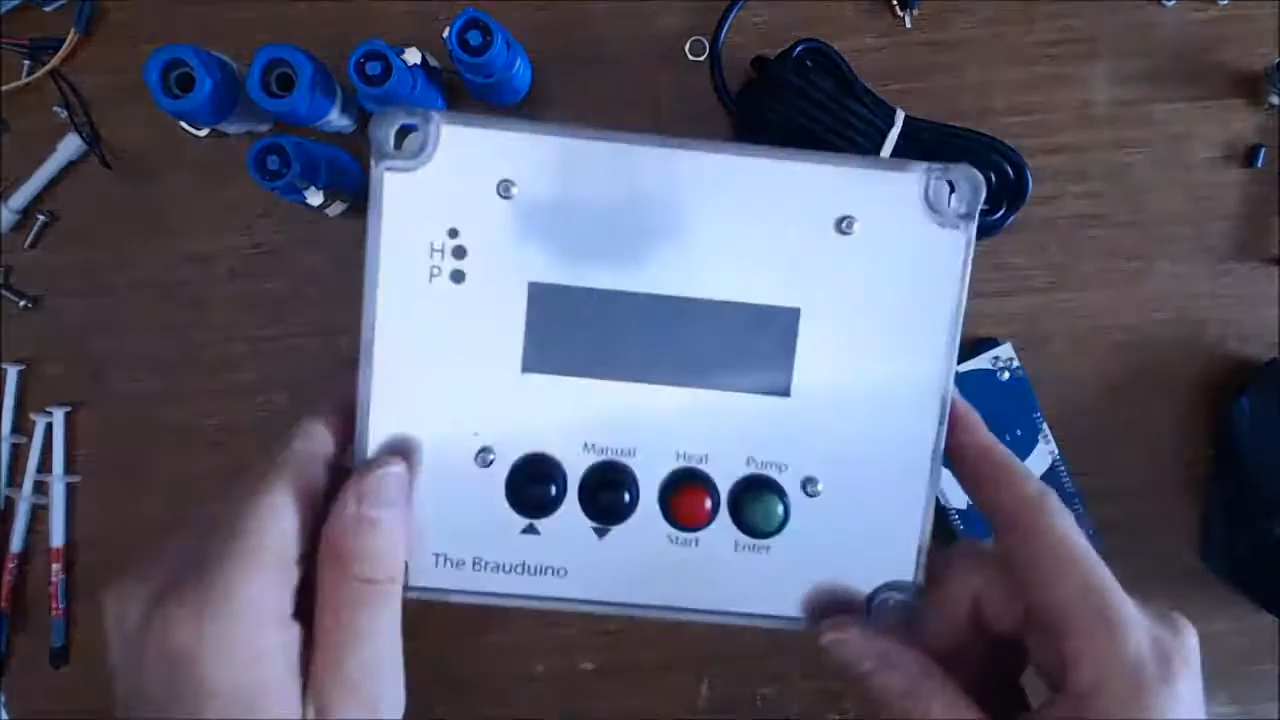 H
P
Manual Heat Pump
Start Enter
The Brauduino